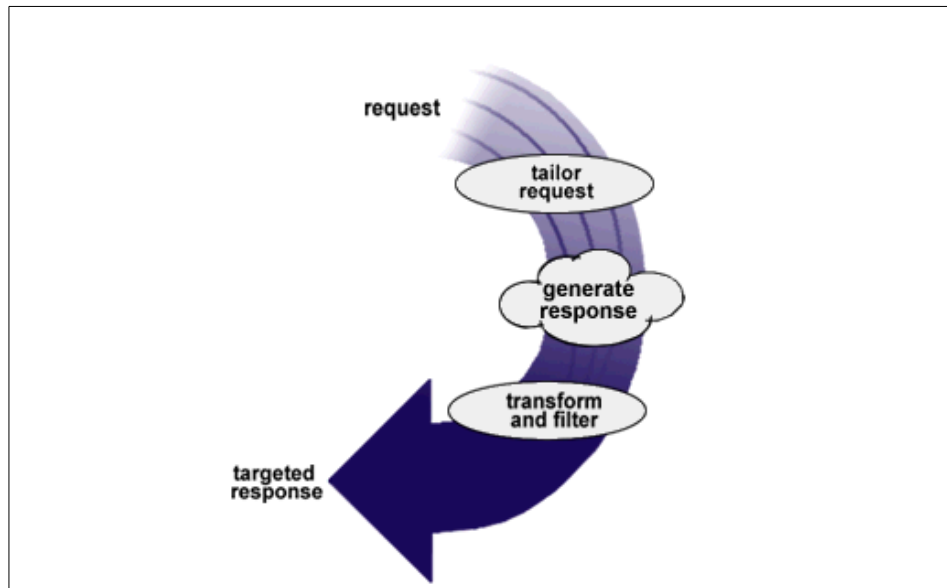 request
tailor
request
generate
response
transform
and filter
targeted
response